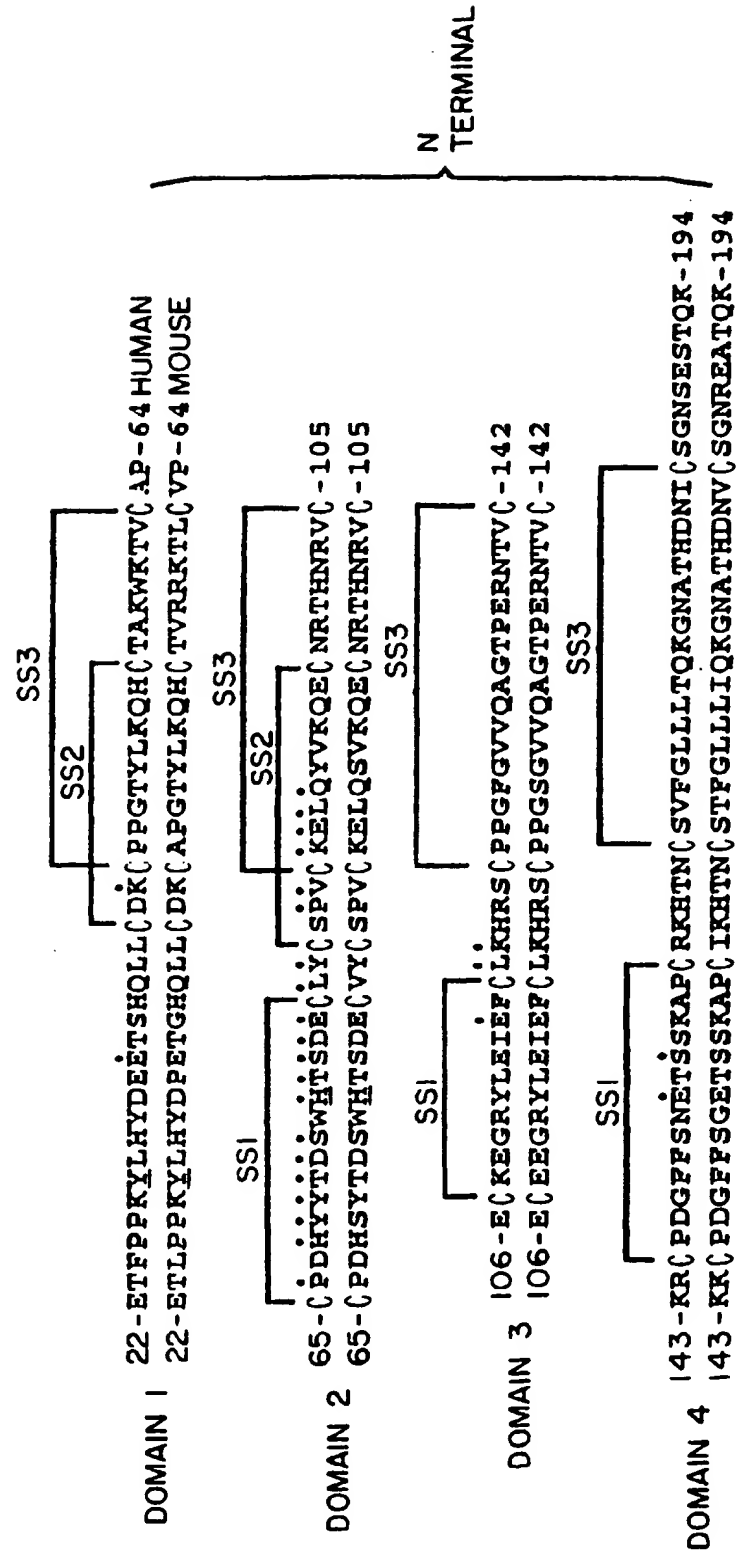 SS3
SS2
DOMAIN 1 22-ETFPPKYLHYDEETSHQLLCDKCPPGTYLKQHCTAKWKTVCAP-64 HUMAN
22-ETLPPKYLHYDPETGHQLLCDKCAPGTYLKQHCTVRRKTLCVP-64 MOUSE
SS3
SS1 SS2
DOMAIN 2 65-CPDHYYTDSWHTSDECLYCSPVCKELQYVKQECNRTHNRVC-105
65-CPDHSYTDSWHTSDECVYCSPVCKELQSVKQECNRTHNRVC-105
SS1 SS3
DOMAIN 3 106-ECKEGRYLEIEFCLKHRSCPPGFGVVQAGTPERNTVC-142
106-ECEEGRYLEIEFCLKHRSCPPGSGVVQAGTPERNTVC-142
SS1 SS3
DOMAIN 4 143-KRCPDGFFSNETSSKAPCRKHTNCSVFGLLLTQKGNATHDNICSGNSESTQK-194
143-KKCPDGFFSGETSSKAPCIKHTNCSTFGLLLIQKGNATHDNVCSGNREATQK-194
N
TERMINAL